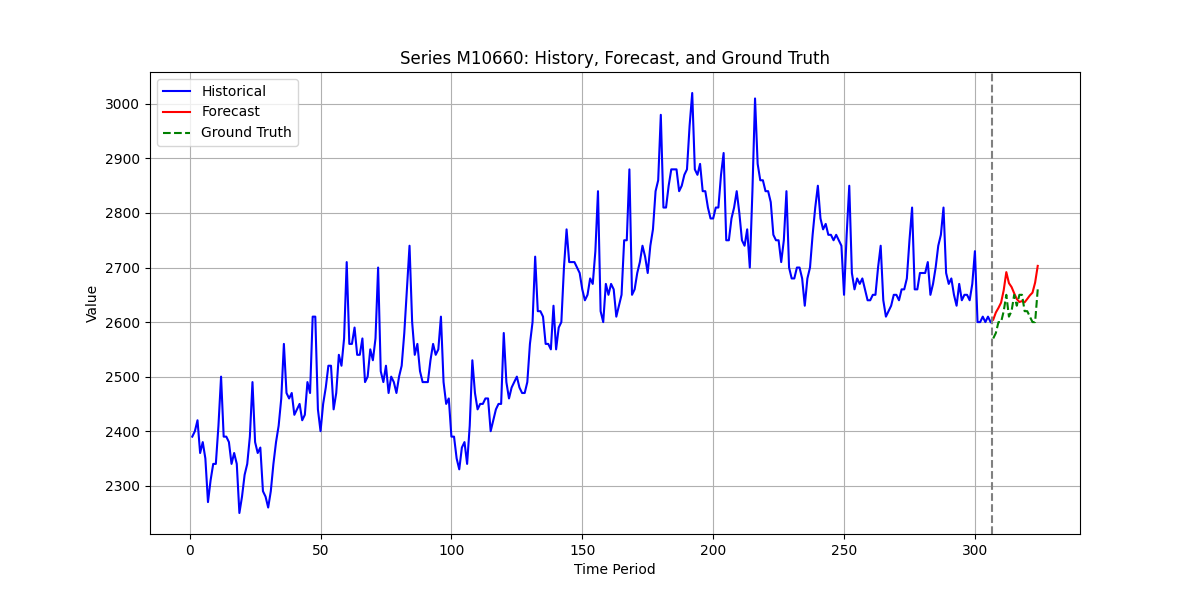 Series M10660: History, Forecast, and Ground Truth
Historical
Forecast
Ground Truth
3000
2900
2800
2700
2600
2500
2400
2300
Value
0 50 100 150 200 250 300
Time Period